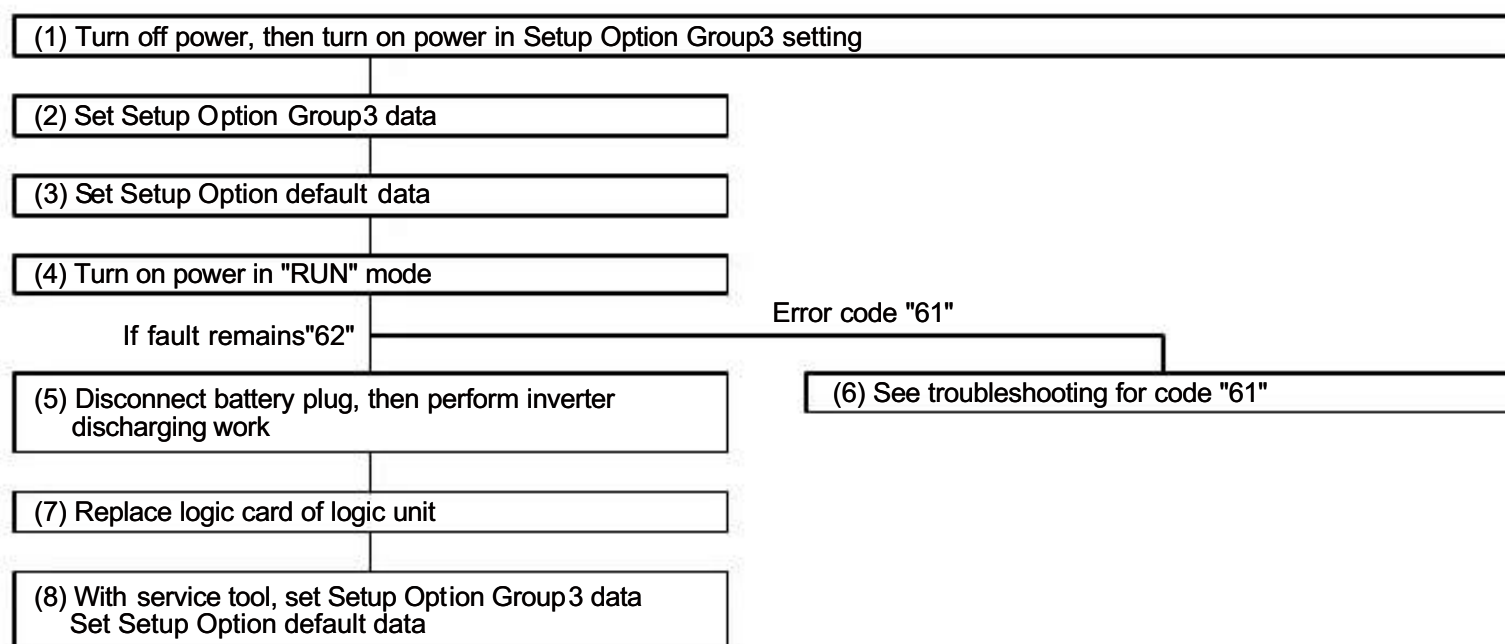 (1) Turn off power, then turn on power in Setup Option Group3 setting
(2) Set Setup Option Group3 data
(3) Set Setup Option default data
(4) Turn on power in "RUN" mode
Error code "61"
If fault remains"62"
(5) Disconnect battery plug, then perform inverter
discharging work
(6) See troubleshooting for code "61"
(7) Replace logic card of logic unit
(8) With service tool, set Setup Option Group3 data
Set Setup Option default data